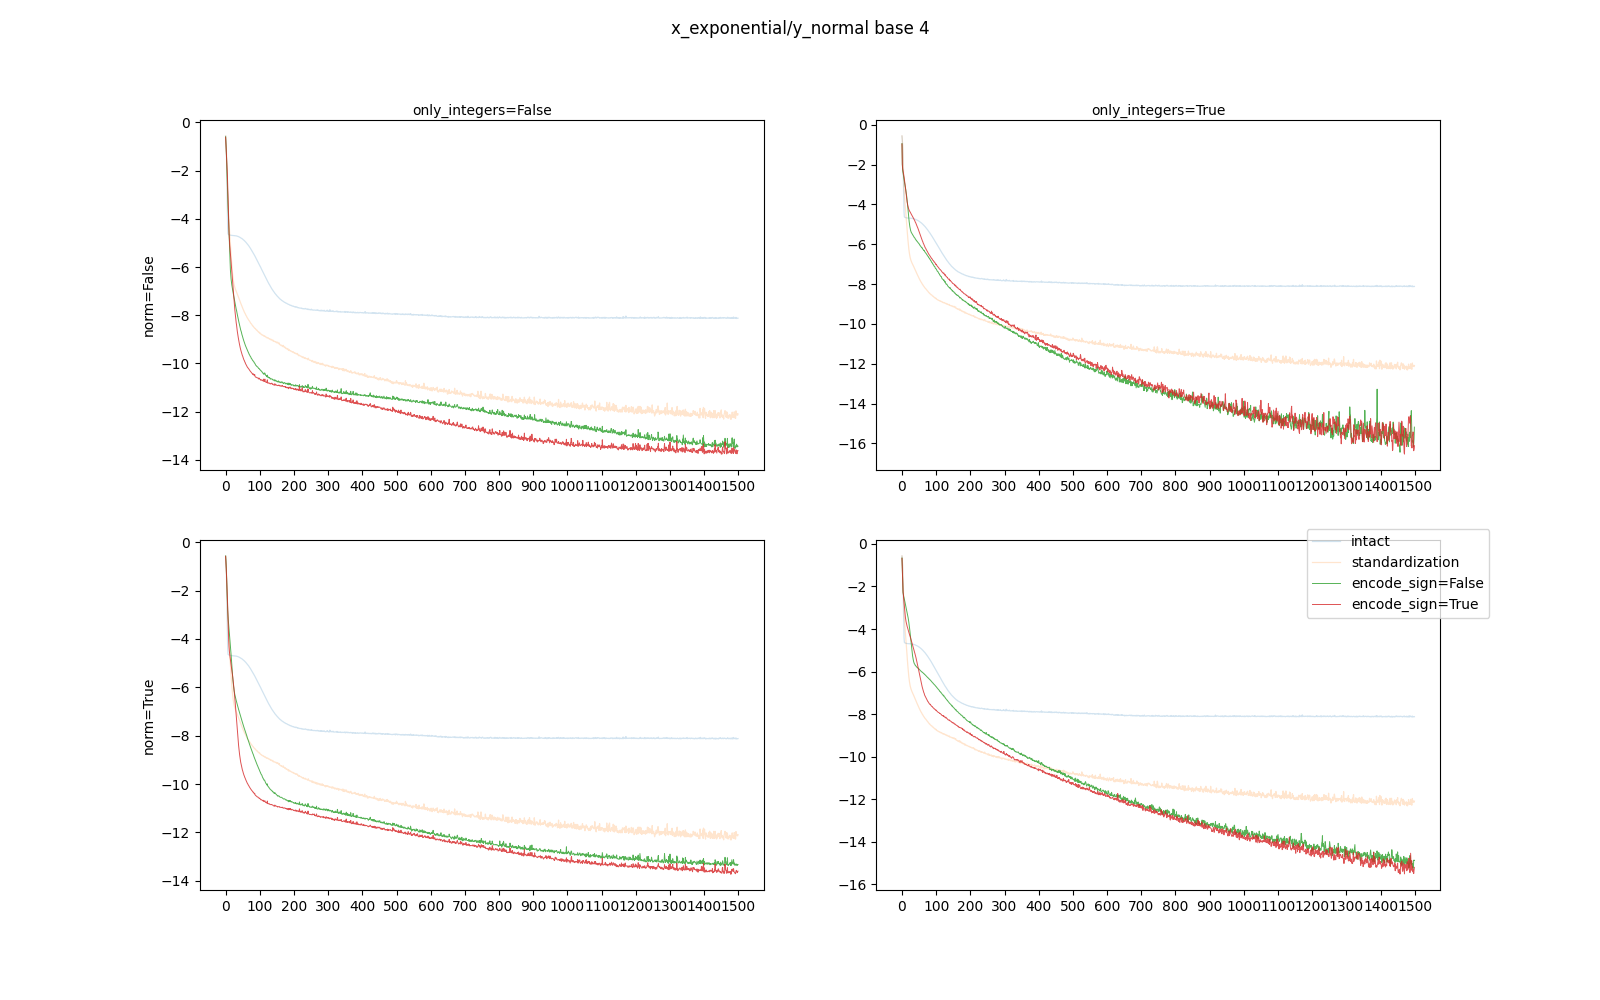 x_exponential/y_normal base 4
only_integers=False
only_integers=True
norm=False
0
−2
−4
−6
−8
−10
−12
−14
0 100 200 300 400 500 600 700 800 900 1000 1100 1200 1300 1400 1500
0
−2
−4
−6
−8
−10
−12
−14
−16
0 100 200 300 400 500 600 700 800 900 1000 1100 1200 1300 1400 1500
norm=True
0
−2
−4
−6
−8
−10
−12
−14
0 100 200 300 400 500 600 700 800 900 1000 1100 1200 1300 1400 1500
0
−2
−4
−6
−8
−10
−12
−14
−16
0 100 200 300 400 500 600 700 800 900 1000 1100 1200 1300 1400 1500
intact
standardization
encode_sign=False
encode_sign=True